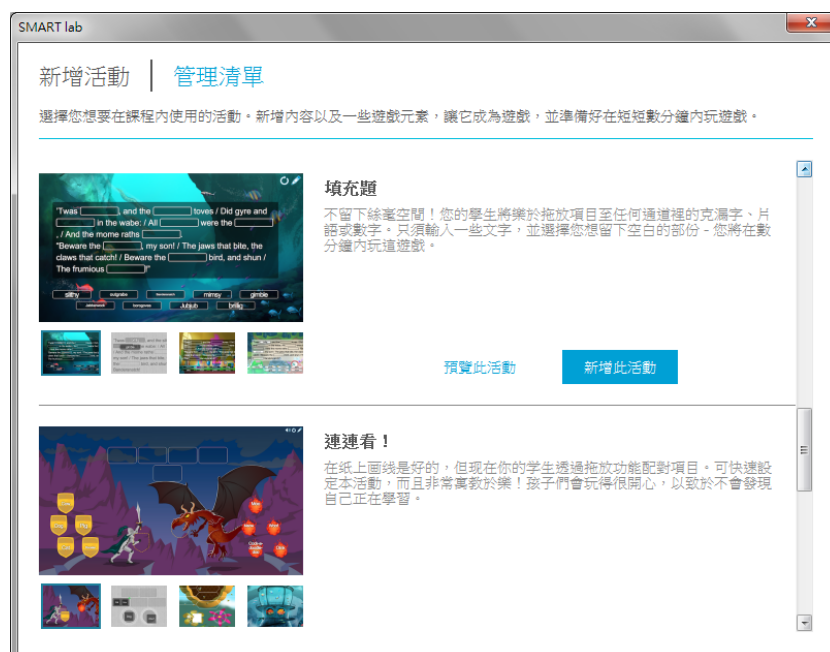 SMART lab
新增活動 | 管理清單
選擇您想要在課程內使用的活動。新增內容以及一些遊戲元素，讓它成為遊戲，並準備好在短短數分鐘內玩遊戲。
填充題
不留下絲毫空間！您的學生將樂於拖放項目至任何通道裡的克漏字、片
語或數字。只須輸入一些文字，並選擇您想留下空白的部份 - 您將在數
分鐘內玩這遊戲。
'Twas , and the toves / Did gyre and
in the wabe: / All were the
, / And the mome raths .
"Beware the , my son! / The jaws that bite, the
claws that catch! / Beware the bird, and shun /
The frumious !"
slithy mimsy gimble
Jubjub brillig
預覽此活動 新增此活動
連連看！
在纸上画线是好的，但现在你的学生透過拖放功能配對項目。可快速設
定本活動，而且非常寓教於樂！孩子們會玩得很開心，以致於不會發現
自己正在學習。